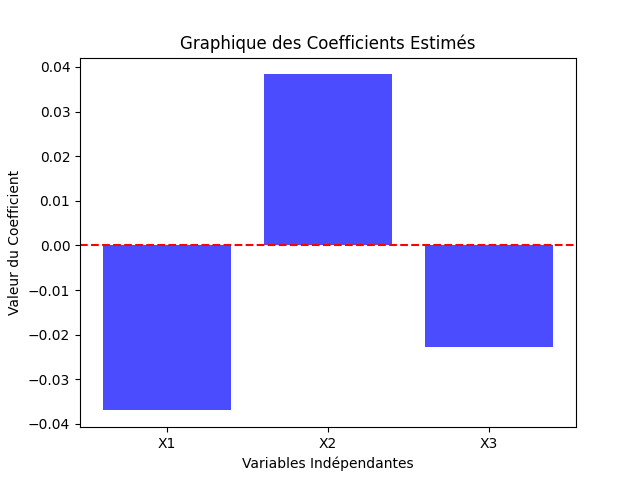 Graphique des Coefficients Estimés
Valeur du Coefficient
0.04
0.03
0.02
0.01
0.00
−0.01
−0.02
−0.03
−0.04
X1 X2 X3
Variables Indépendantes